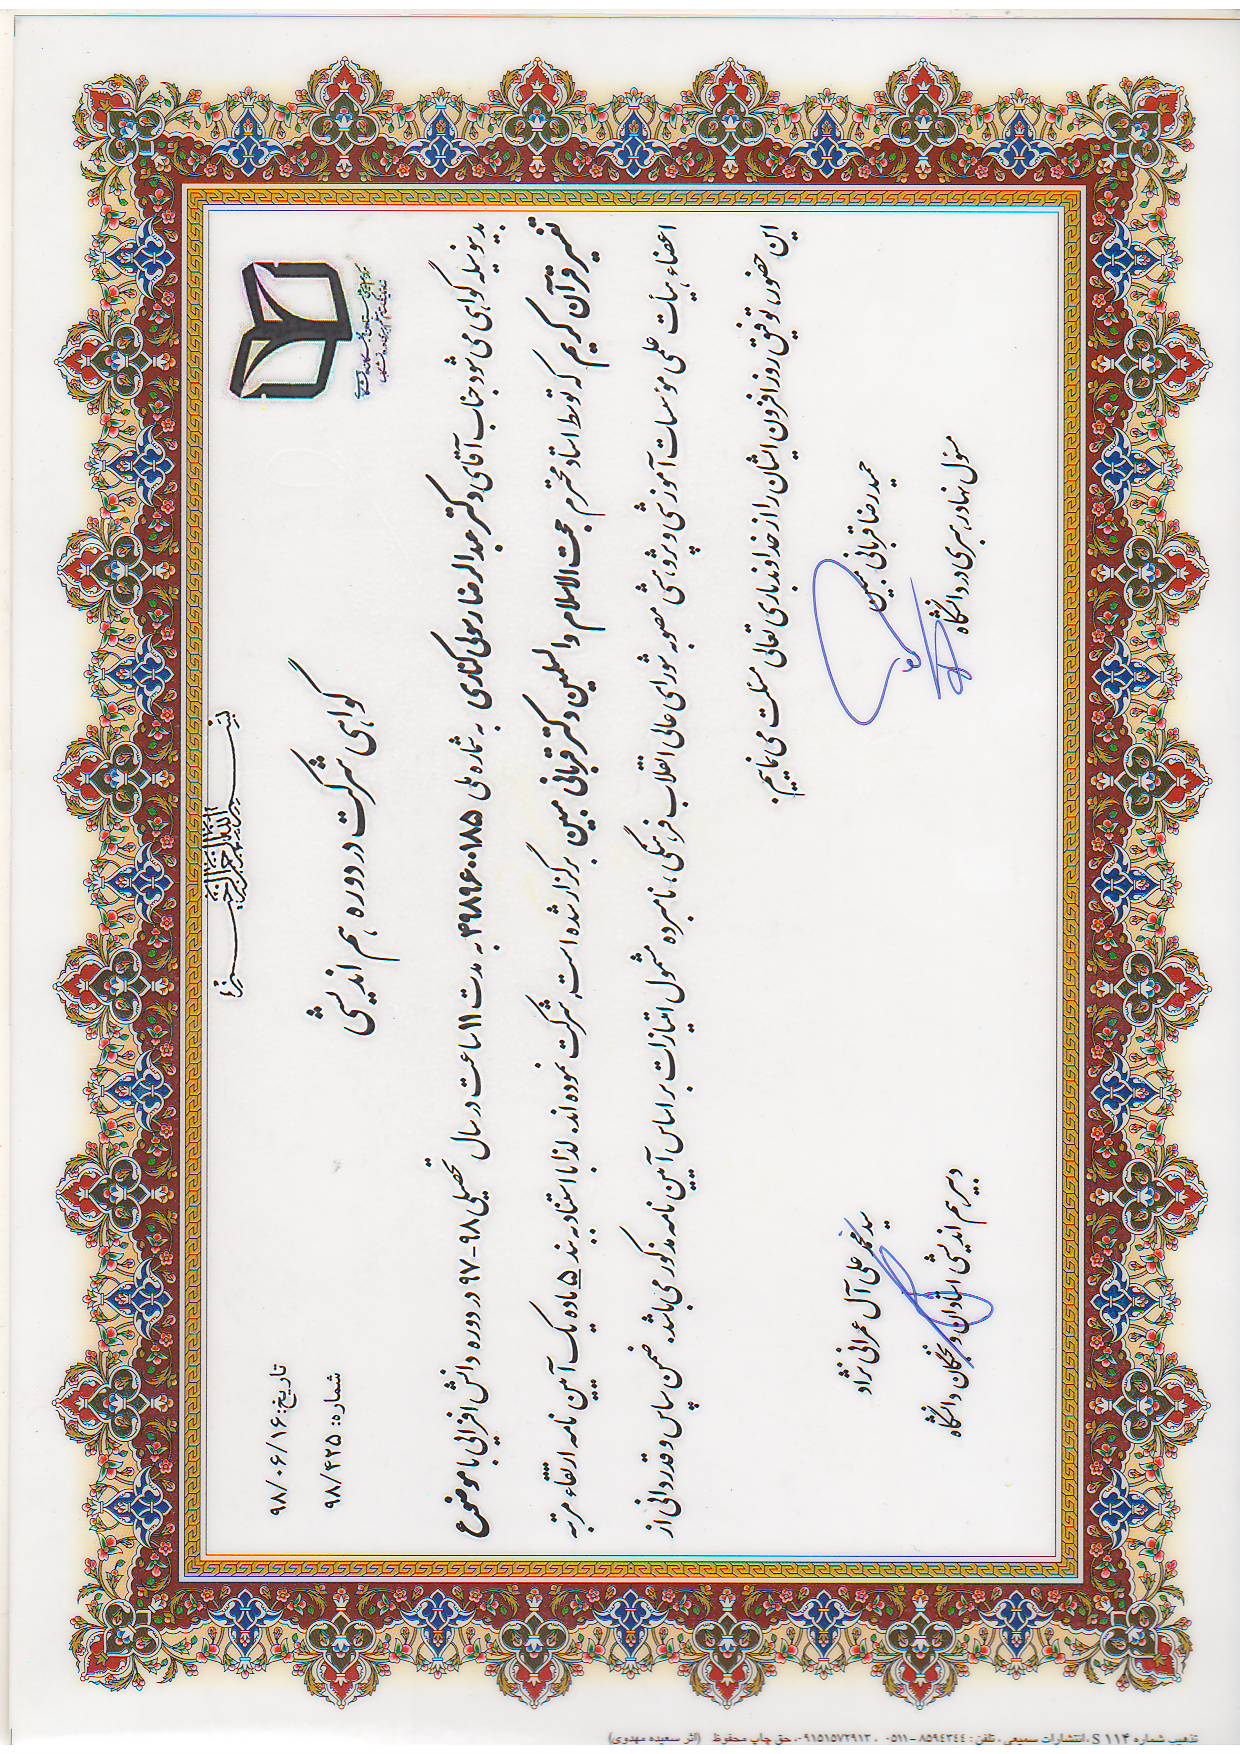 بسم الله الرحمن الرحیم
تاریخ: ۹۸/۰۶/۱۶
شماره: ۹۸/۴۲۵
گواهی شرکت در دوره هم اندیشی
بدینوسیله گواهی می شود جناب آقای دکتر عبدالرضا رسولی کناری به شماره ملی ۴۹۸۹۶۰۰۱۸۵ به مدت ۱۱ ساعت در سال تحصیلی ۹۸-۹۷ در دوره دانش افزایی با موضوع
تفسیر قرآن کریم که توسط استاد محترم حجت الاسلام والسلمین دکتر قربانی مبین برگزار شده است, شرکت نموده اند. لذا با استناد به بند ۵ ماده یک آیین نامه ارتقاء مرتبه
اعضاء هیأت علمی مؤسسات آموزشی و پژوهشی مصوبه شورای عالی انقلاب فرهنگی ، نامبرده مشمول امتیازات بر اساس آیین نامه مذکور می باشد. ضمن سپاس و قدردانی از
این حضور، توفیق روز افزون ایشان را از خداوند باری تعالی مسئلت می نماییم .
حمیدرضا قربانی مبین
مسئول نهاد رهبری در دانشگاه
سید محمد علی آل عمرانی نژاد
دبیر هم اندیشی استادان و نخبگان دانشگاه